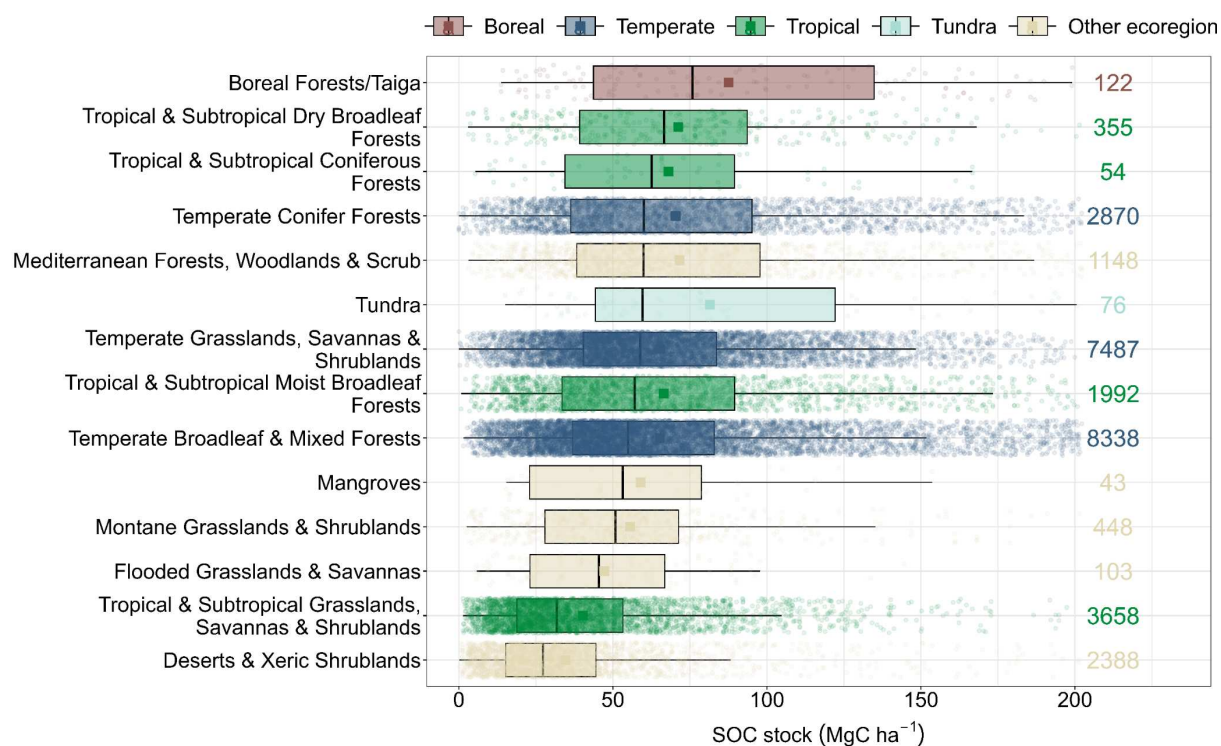 Boreal Temperate Tropical Tundra Other ecoregion
Boreal Forests/Taiga 122
Tropical & Subtropical Dry Broadleaf
Forests 355
Tropical & Subtropical Coniferous
Forests 54
Temperate Conifer Forests 2870
Mediterranean Forests, Woodlands & Scrub 1148
Tundra 76
Temperate Grasslands, Savannas &
Shrublands 7487
Tropical & Subtropical Moist Broadleaf
Forests 1992
Temperate Broadleaf & Mixed Forests 8338
Mangroves 43
Montane Grasslands & Shrublands 448
Flooded Grasslands & Savannas 103
Tropical & Subtropical Grasslands,
Savannas & Shrublands 3658
Deserts & Xeric Shrublands 2388
0 50 100 150 200
SOC stock (MgC ha⁻¹)